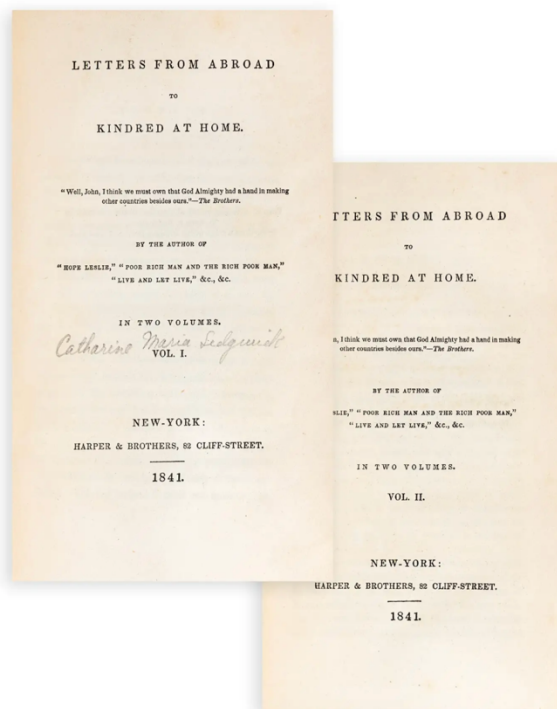 LETTERS FROM ABROAD
TO
KINDRED AT HOME.
"Well, John, I think we must own that God Almighty had a hand in making
other countries besides ours."—The Brothers.
BY THE AUTHOR OF
"HOPE LESLIE," "POOR RICH MAN AND THE RICH POOR MAN,"
"LIVE AND LET LIVE," &c., &c.
IN TWO VOLUMES.
Catharine Maria Sedgwick
VOL. I.
NEW-YORK:
HARPER & BROTHERS, 82 CLIFF-STREET.
1841.
TTERS FROM ABROAD
TO
KINDRED AT HOME.
n, I think we must own that God Almighty had a hand in making
other countries besides ours."—The Brothers.
BY THE AUTHOR OF
SLIE," "POOR RICH MAN AND THE RICH POOR MAN,"
"LIVE AND LET LIVE," &c., &c.
IN TWO VOLUMES.
VOL. II.
NEW-YORK:
HARPER & BROTHERS, 82 CLIFF-STREET.
1841.